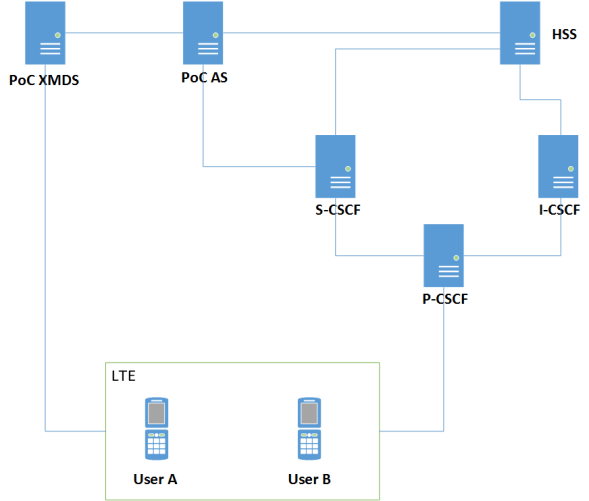 HSS
PoC XMDS
PoC AS
S-CSCF
I-CSCF
P-CSCF
LTE
User A
User B